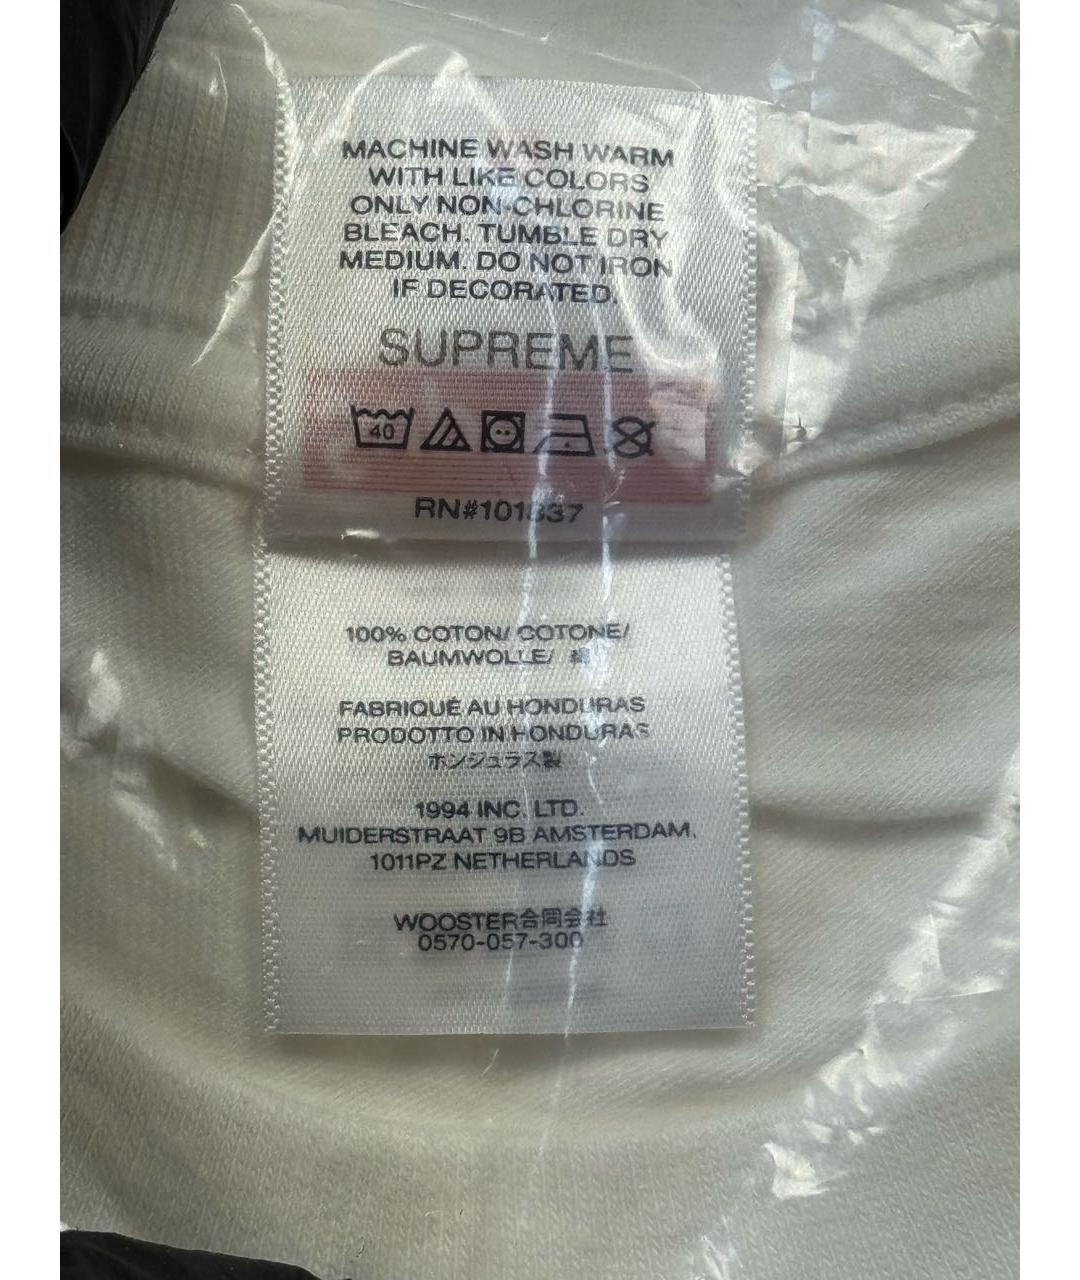 MACHINE WASH WARM
WITH LIKE COLORS
ONLY NON-CHLORINE
BLEACH. TUMBLE DRY
MEDIUM. DO NOT IRON
IF DECORATED.
SUPREME
40
RN#101837
100% COTON/ COTONE/
BAUMWOLLE/ 綿
FABRIQUÉ AU HONDURAS
PRODOTTO IN HONDURAS
ホンジュラス製
1994 INC. LTD.
MUIDERSTRAAT 9B AMSTERDAM,
1011PZ NETHERLANDS
WOOSTER合同会社
0570-057-300